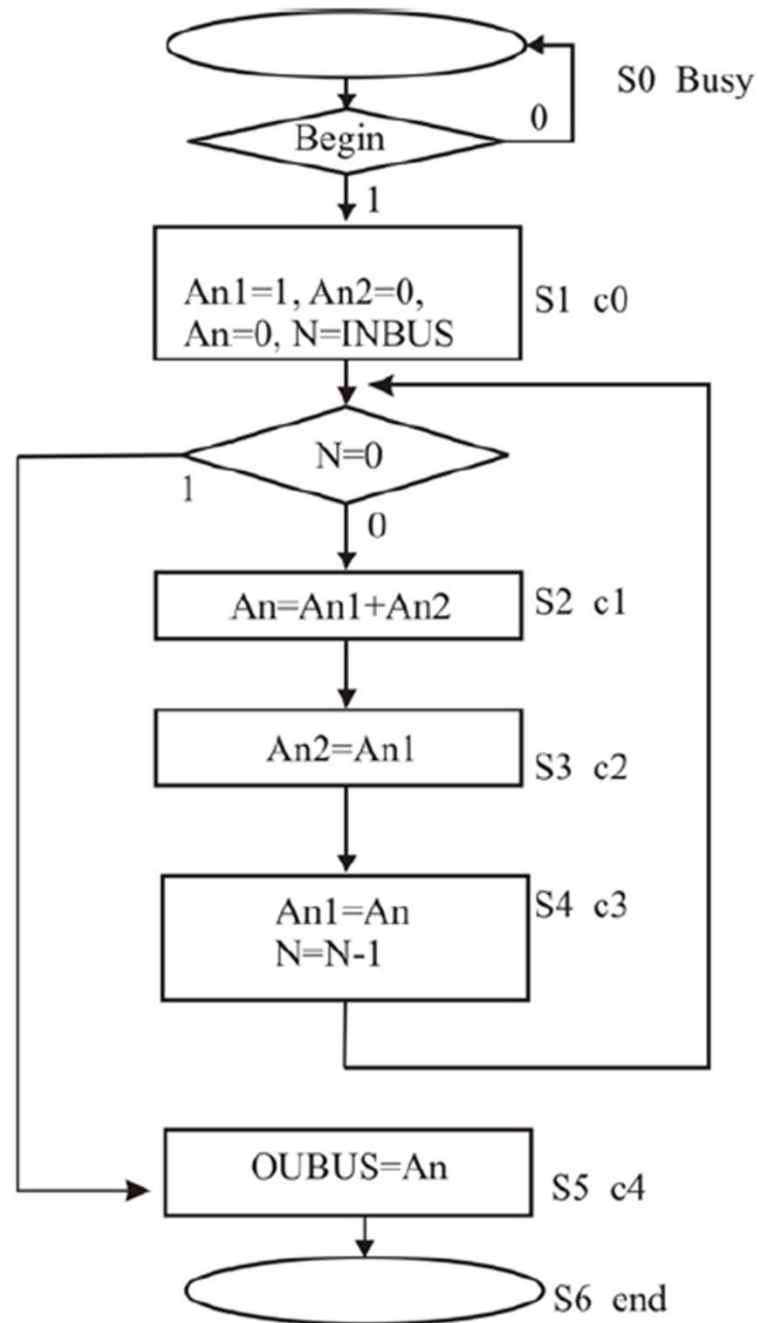 S0 Busy
0
Begin
1
An1=1, An2=0,
An=0, N=INBUS
S1 c0
N=0
1
0
An=An1+An2
S2 c1
An2=An1
S3 c2
An1=An
N=N-1
S4 c3
OUBUS=An
S5 c4
S6 end